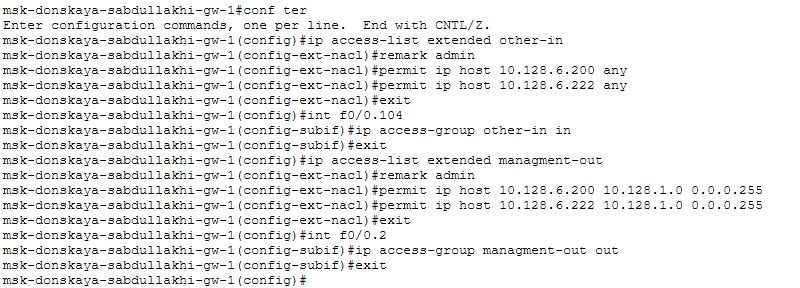 msk-donskaya-sabdullakhi-gw-1#conf ter
Enter configuration commands, one per line.  End with CNTL/Z.
msk-donskaya-sabdullakhi-gw-1(config)#ip access-list extended other-in
msk-donskaya-sabdullakhi-gw-1(config-ext-nacl)#remark admin
msk-donskaya-sabdullakhi-gw-1(config-ext-nacl)#permit ip host 10.128.6.200 any
msk-donskaya-sabdullakhi-gw-1(config-ext-nacl)#permit ip host 10.128.6.222 any
msk-donskaya-sabdullakhi-gw-1(config-ext-nacl)#exit
msk-donskaya-sabdullakhi-gw-1(config)#int f0/0.104
msk-donskaya-sabdullakhi-gw-1(config-subif)#ip access-group other-in in
msk-donskaya-sabdullakhi-gw-1(config-subif)#exit
msk-donskaya-sabdullakhi-gw-1(config)#ip access-list extended managment-out
msk-donskaya-sabdullakhi-gw-1(config-ext-nacl)#remark admin
msk-donskaya-sabdullakhi-gw-1(config-ext-nacl)#permit ip host 10.128.6.200 10.128.1.0 0.0.0.255
msk-donskaya-sabdullakhi-gw-1(config-ext-nacl)#permit ip host 10.128.6.222 10.128.1.0 0.0.0.255
msk-donskaya-sabdullakhi-gw-1(config-ext-nacl)#exit
msk-donskaya-sabdullakhi-gw-1(config)#int f0/0.2
msk-donskaya-sabdullakhi-gw-1(config-subif)#ip access-group managment-out out
msk-donskaya-sabdullakhi-gw-1(config-subif)#exit
msk-donskaya-sabdullakhi-gw-1(config)#